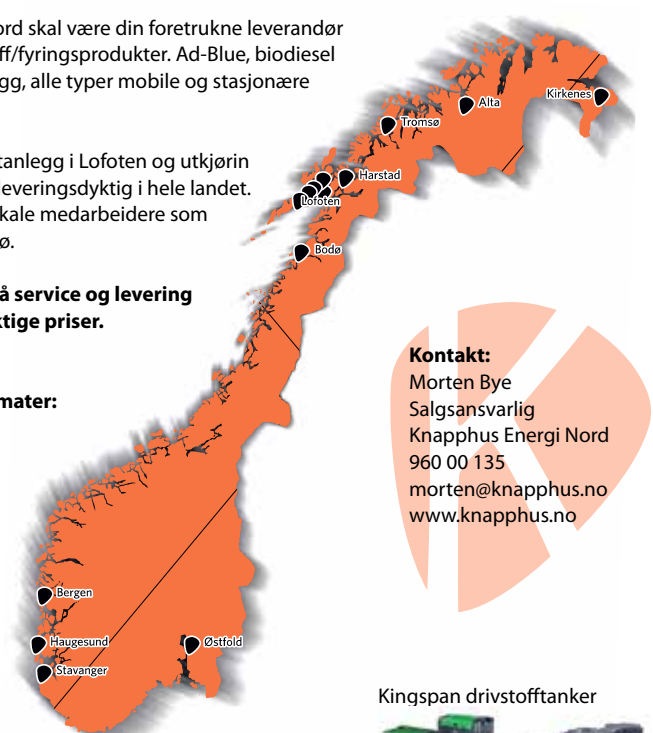 ord skal være din foretrukne leverandør
ff/fyringsprodukter. Ad-Blue, biodiesel
gg, alle typer mobile og stasjonære
tanlegg i Lofoten og utkjørin
leveringsdyktig i hele landet.
kale medarbeidere som
ø.
å service og levering
ktige priser.
mater:
Kirkenes
Alta
Tromsø
Harstad
Lofoten
Bodø
Bergen
Haugesund
Stavanger
Østfold
Kontakt:
Morten Bye
Salgsansvarlig
Knapphus Energi Nord
960 00 135
morten@knapphus.no
www.knapphus.no
Kingspan drivstofftanker